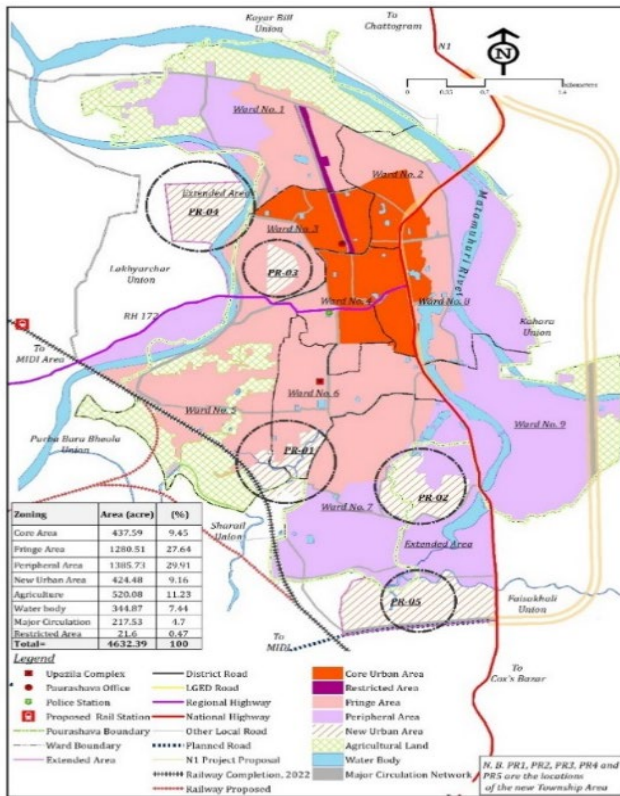 Koyar Bill
Union
To
Chattogram
N1
N
Kilometers
0 0.35 0.7 1.4
Ward No. 1
Ward No. 2
Extended Area
PR-04
Ward No. 3
PR-03
Matamuhuri River
Lakhyarchar
Union
Ward No. 4
Ward No. 8
Kaharu
Union
RH 172
To
MIDI Area
Ward No. 6
Ward No. 5
Ward No. 9
Purba Bara Bheola
Union
PR-01
PR-02
Ward No. 7
Sharail
Union
Extended Area
PR-05
Faisakhali
Union
To
MIDI
To
Cox's Bazar
Zoning Area (acre) (%)
Core Area 437.59 9.45
Fringe Area 1280.51 27.64
Peripheral Area 1385.73 29.91
New Urban Area 424.48 9.16
Agriculture 520.08 11.23
Water body 344.87 7.44
Major Circulation 217.53 4.7
Restricted Area 21.6 0.47
Total= 4632.39 100
Legend
Upazila Complex
Paurashava Office
Police Station
Proposed Rail Station
Pourashava Boundary
Ward Boundary
Extended Area
District Road
LGED Road
Regional Highway
National Highway
Other Local Road
Planned Road
N1 Project Proposal
Railway Completion, 2022
Railway Proposed
Core Urban Area
Restricted Area
Fringe Area
Peripheral Area
New Urban Area
Agricultural Land
Water Body
Major Circulation Network
N. B. PR1, PR2, PR3, PR4 and
PR5 are the locations
of the new Township Area